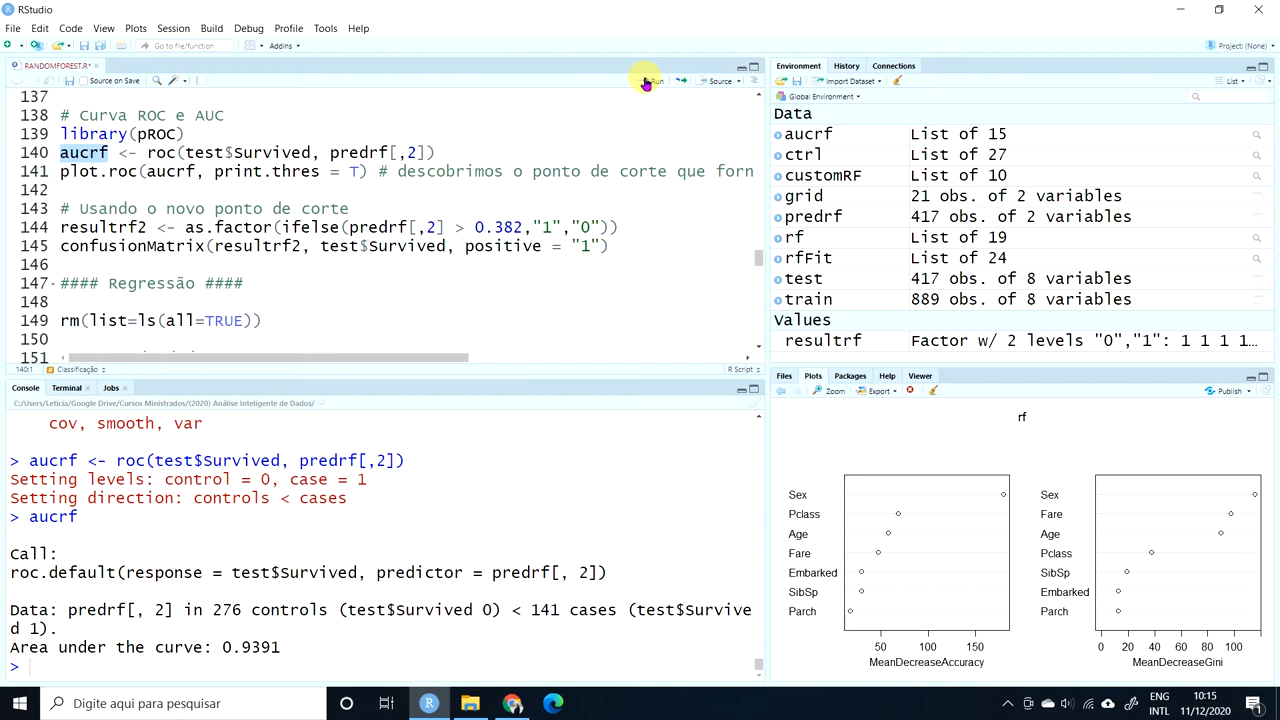 RStudio
File Edit Code View Plots Session Build Debug Profile Tools Help
Go to file/function Addins Project: (None)
RANDOMFOREST.R*
Source on Save Run Source
137
138 # Curva ROC e AUC
139 library(pROC)
140 aucrf <- roc(test$Survived, predrf[,2])
141 plot.roc(aucrf, print.thres = T) # descobrimos o ponto de corte que forn
142
143 # Usando o novo ponto de corte
144 resultrf2 <- as.factor(ifelse(predrf[,2] > 0.382,"1","0"))
145 confusionMatrix(resultrf2, test$Survived, positive = "1")
146
147 #### Regressão ####
148
149 rm(list=ls(all=TRUE))
150
151
140:1 Classificação R Script
Console Terminal Jobs
C:/Users/Leticia/Google Drive/Cursos Ministrados/(2020) Análise Inteligente de Dados/
cov, smooth, var
> aucrf <- roc(test$Survived, predrf[,2])
Setting levels: control = 0, case = 1
Setting direction: controls < cases
> aucrf
Call:
roc.default(response = test$Survived, predictor = predrf[, 2])
Data: predrf[, 2] in 276 controls (test$Survived 0) < 141 cases (test$Survive
d 1).
Area under the curve: 0.9391
>
Environment History Connections
Import Dataset List
Global Environment
Data
aucrf List of 15
ctrl List of 27
customRF List of 10
grid 21 obs. of 2 variables
predrf 417 obs. of 2 variables
rf List of 19
rfFit List of 24
test 417 obs. of 8 variables
train 889 obs. of 8 variables
Values
resultrf Factor w/ 2 levels "0","1": 1 1 1 1…
Files Plots Packages Help Viewer
Zoom Export Publish
rf
Sex
Pclass
Age
Fare
Embarked
SibSp
Parch
50 100 150
MeanDecreaseAccuracy
Sex
Fare
Age
Pclass
SibSp
Embarked
Parch
0 20 40 60 80 100
MeanDecreaseGini
Digite aqui para pesquisar
ENG
INTL
10:15
11/12/2020
1